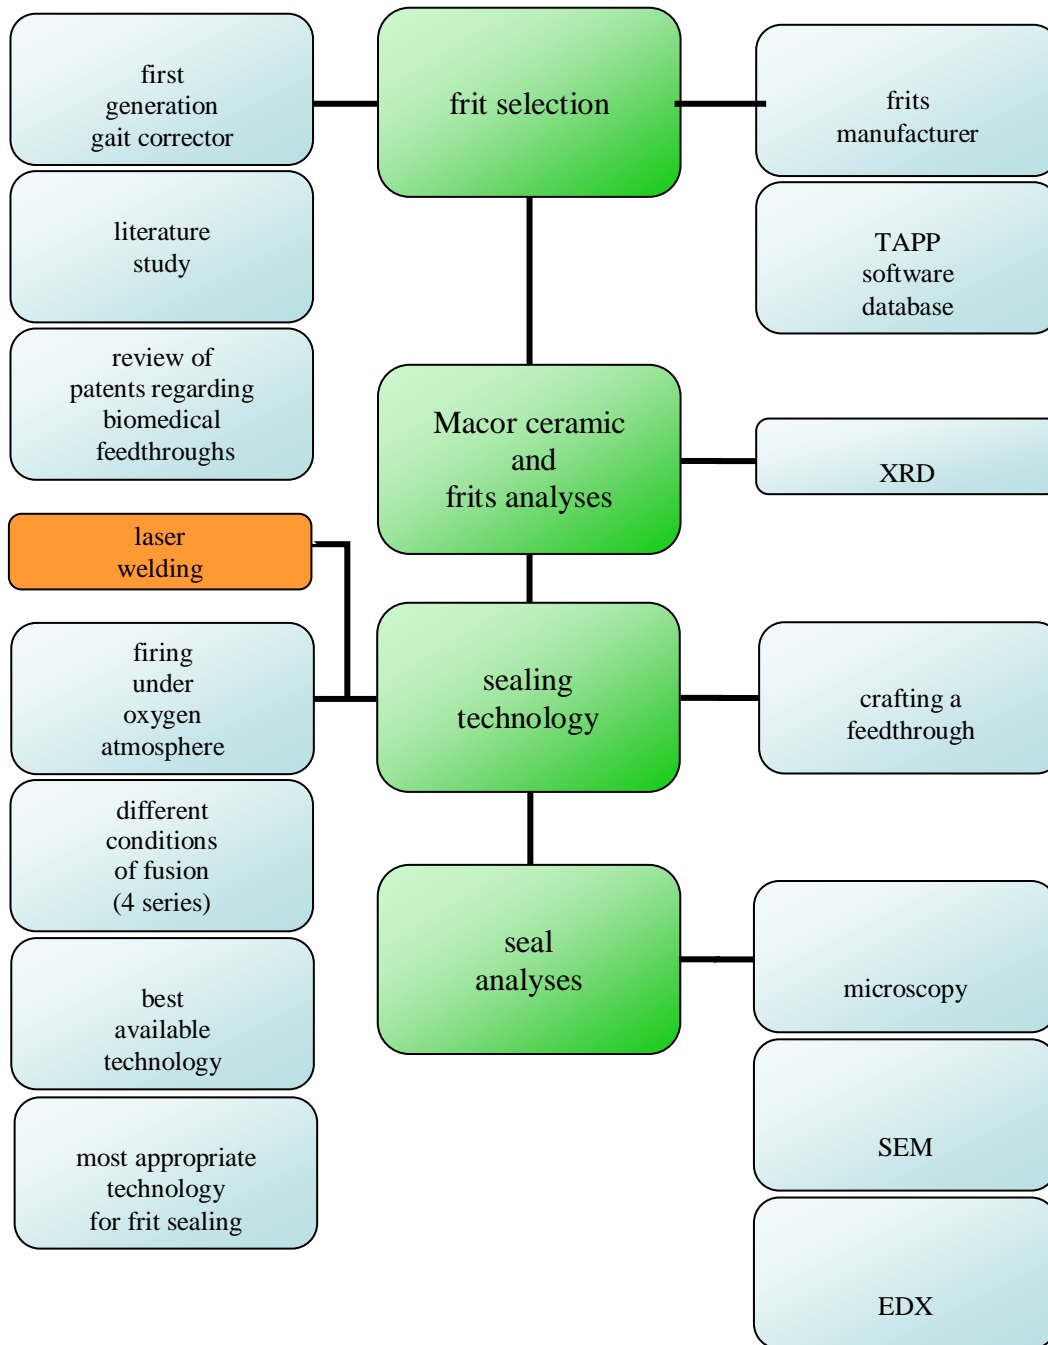 first
generation
gait corrector
frit selection
frits
manufacturer
literature
study
TAPP
software
database
review of
patents regarding
biomedical
feedthroughs
Macor ceramic
and
frits analyses
XRD
laser
welding
firing
under
oxygen
atmosphere
sealing
technology
crafting a
feedthrough
different
conditions
of fusion
(4 series)
seal
analyses
microscopy
best
available
technology
SEM
most appropriate
technology
for frit sealing
EDX